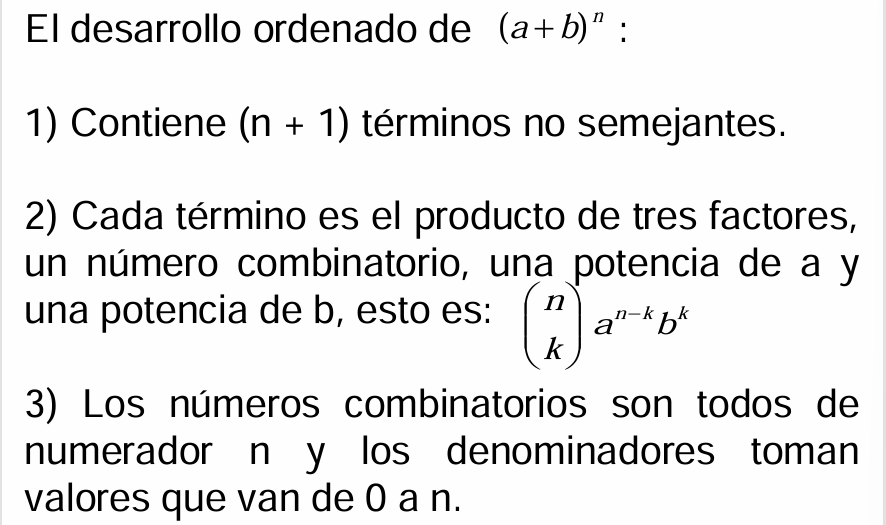 El desarrollo ordenado de (a+b)ⁿ :
1) Contiene (n + 1) términos no semejantes.
2) Cada término es el producto de tres factores,
un número combinatorio, una potencia de a y
una potencia de b, esto es: (n k) aⁿ⁻ᵏbᵏ
3) Los números combinatorios son todos de
numerador n y los denominadores toman
valores que van de 0 a n.